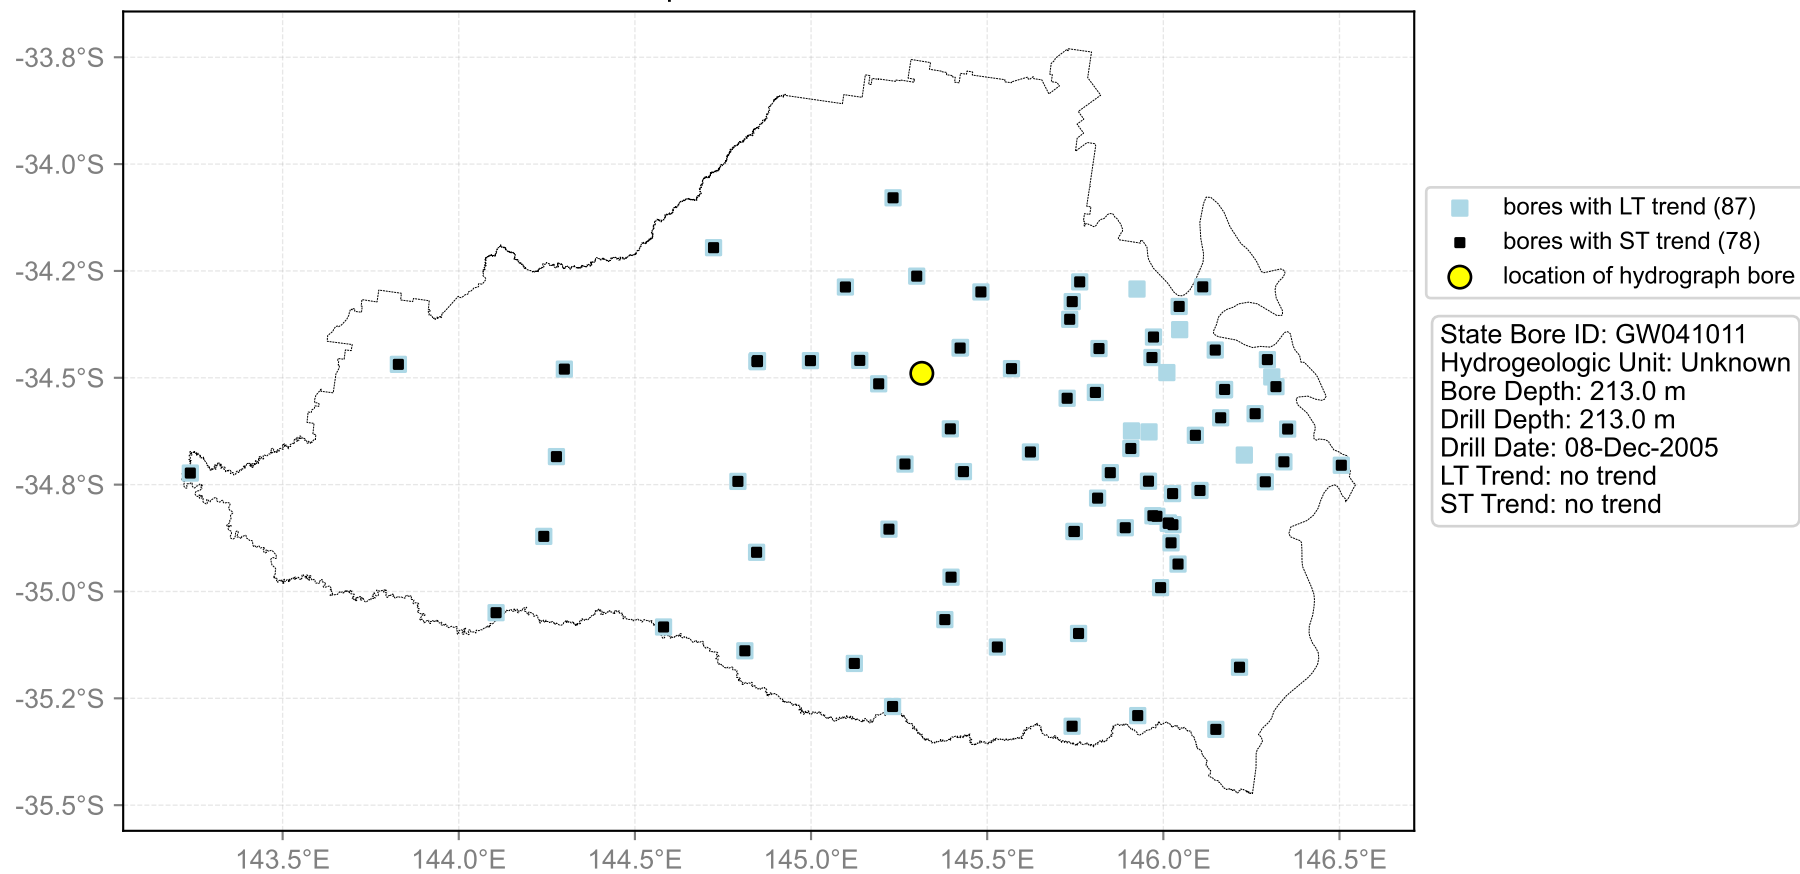 -33.8°S
-34.0°S
-34.2°S
-34.5°S
-34.8°S
-35.0°S
-35.2°S
-35.5°S
143.5°E
144.0°E
144.5°E
145.0°E
145.5°E
146.0°E
146.5°E
bores with LT trend (87)
bores with ST trend (78)
location of hydrograph bore
State Bore ID: GW041011
Hydrogeologic Unit: Unknown
Bore Depth: 213.0 m
Drill Depth: 213.0 m
Drill Date: 08-Dec-2005
LT Trend: no trend
ST Trend: no trend